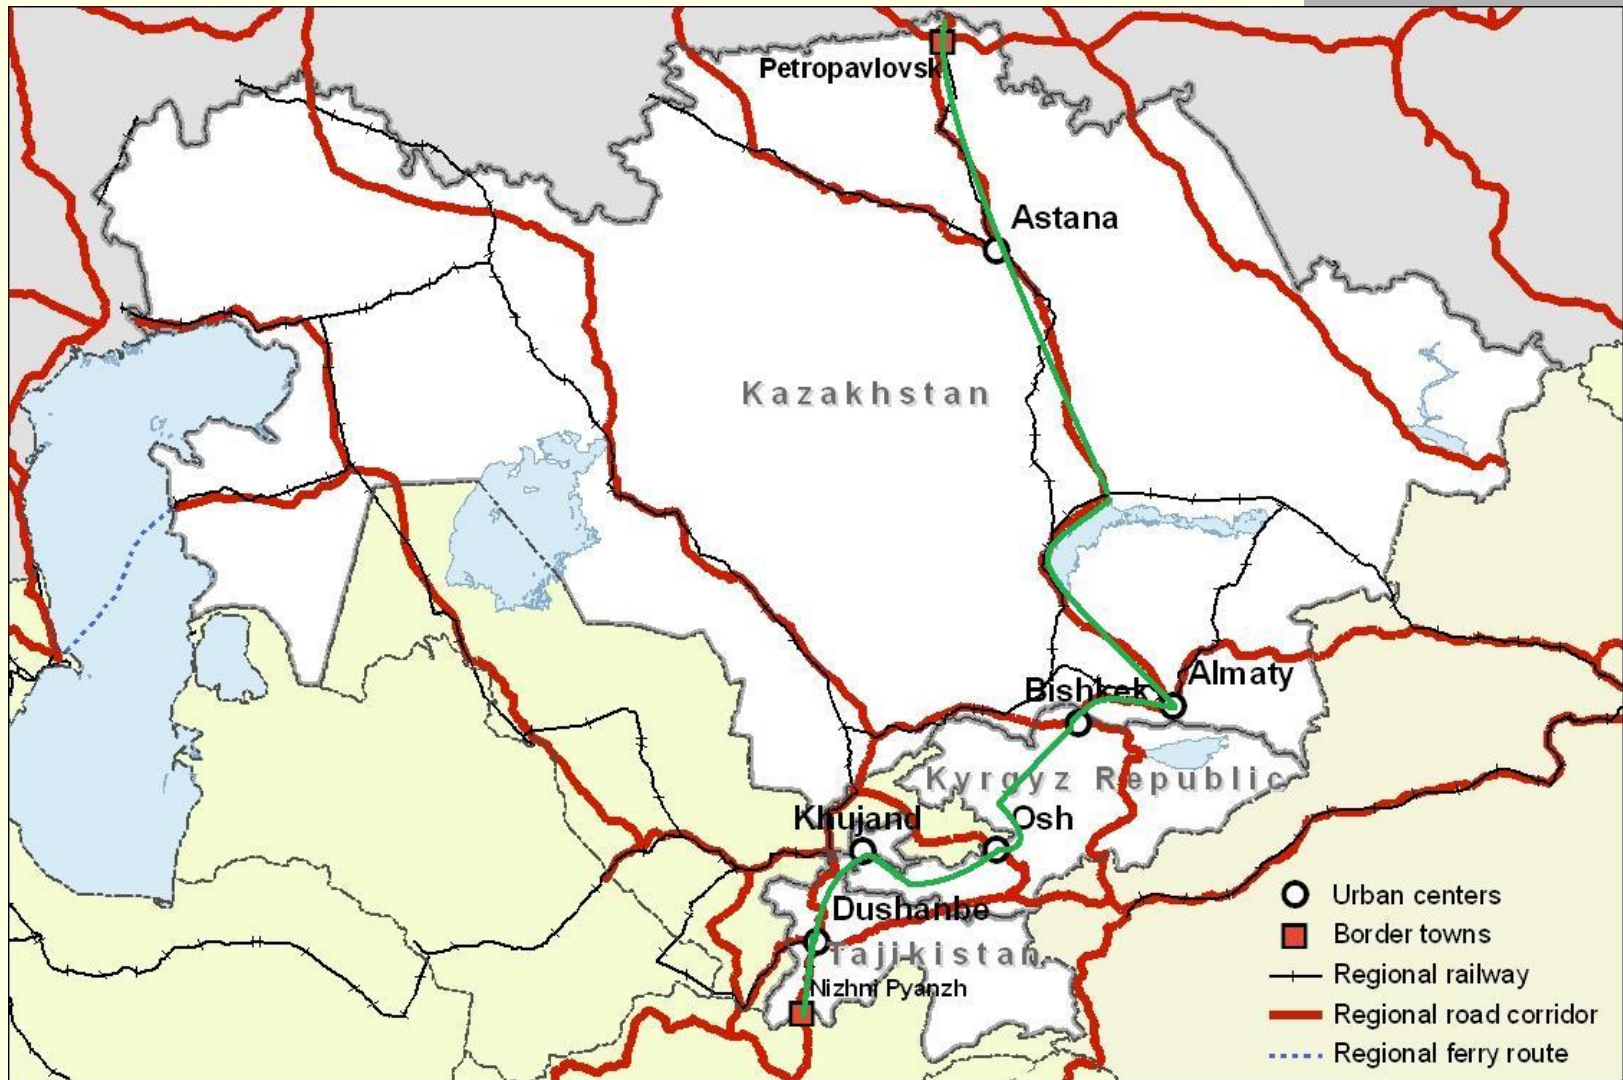 Petropavlovsk
Astana
Kazakhstan
Almaty
Bishkek
Kyrgyz Republic
Khujand
Osh
Dushanbe
Tajikistan
Nizhni Pyanzh
Urban centers
Border towns
Regional railway
Regional road corridor
Regional ferry route